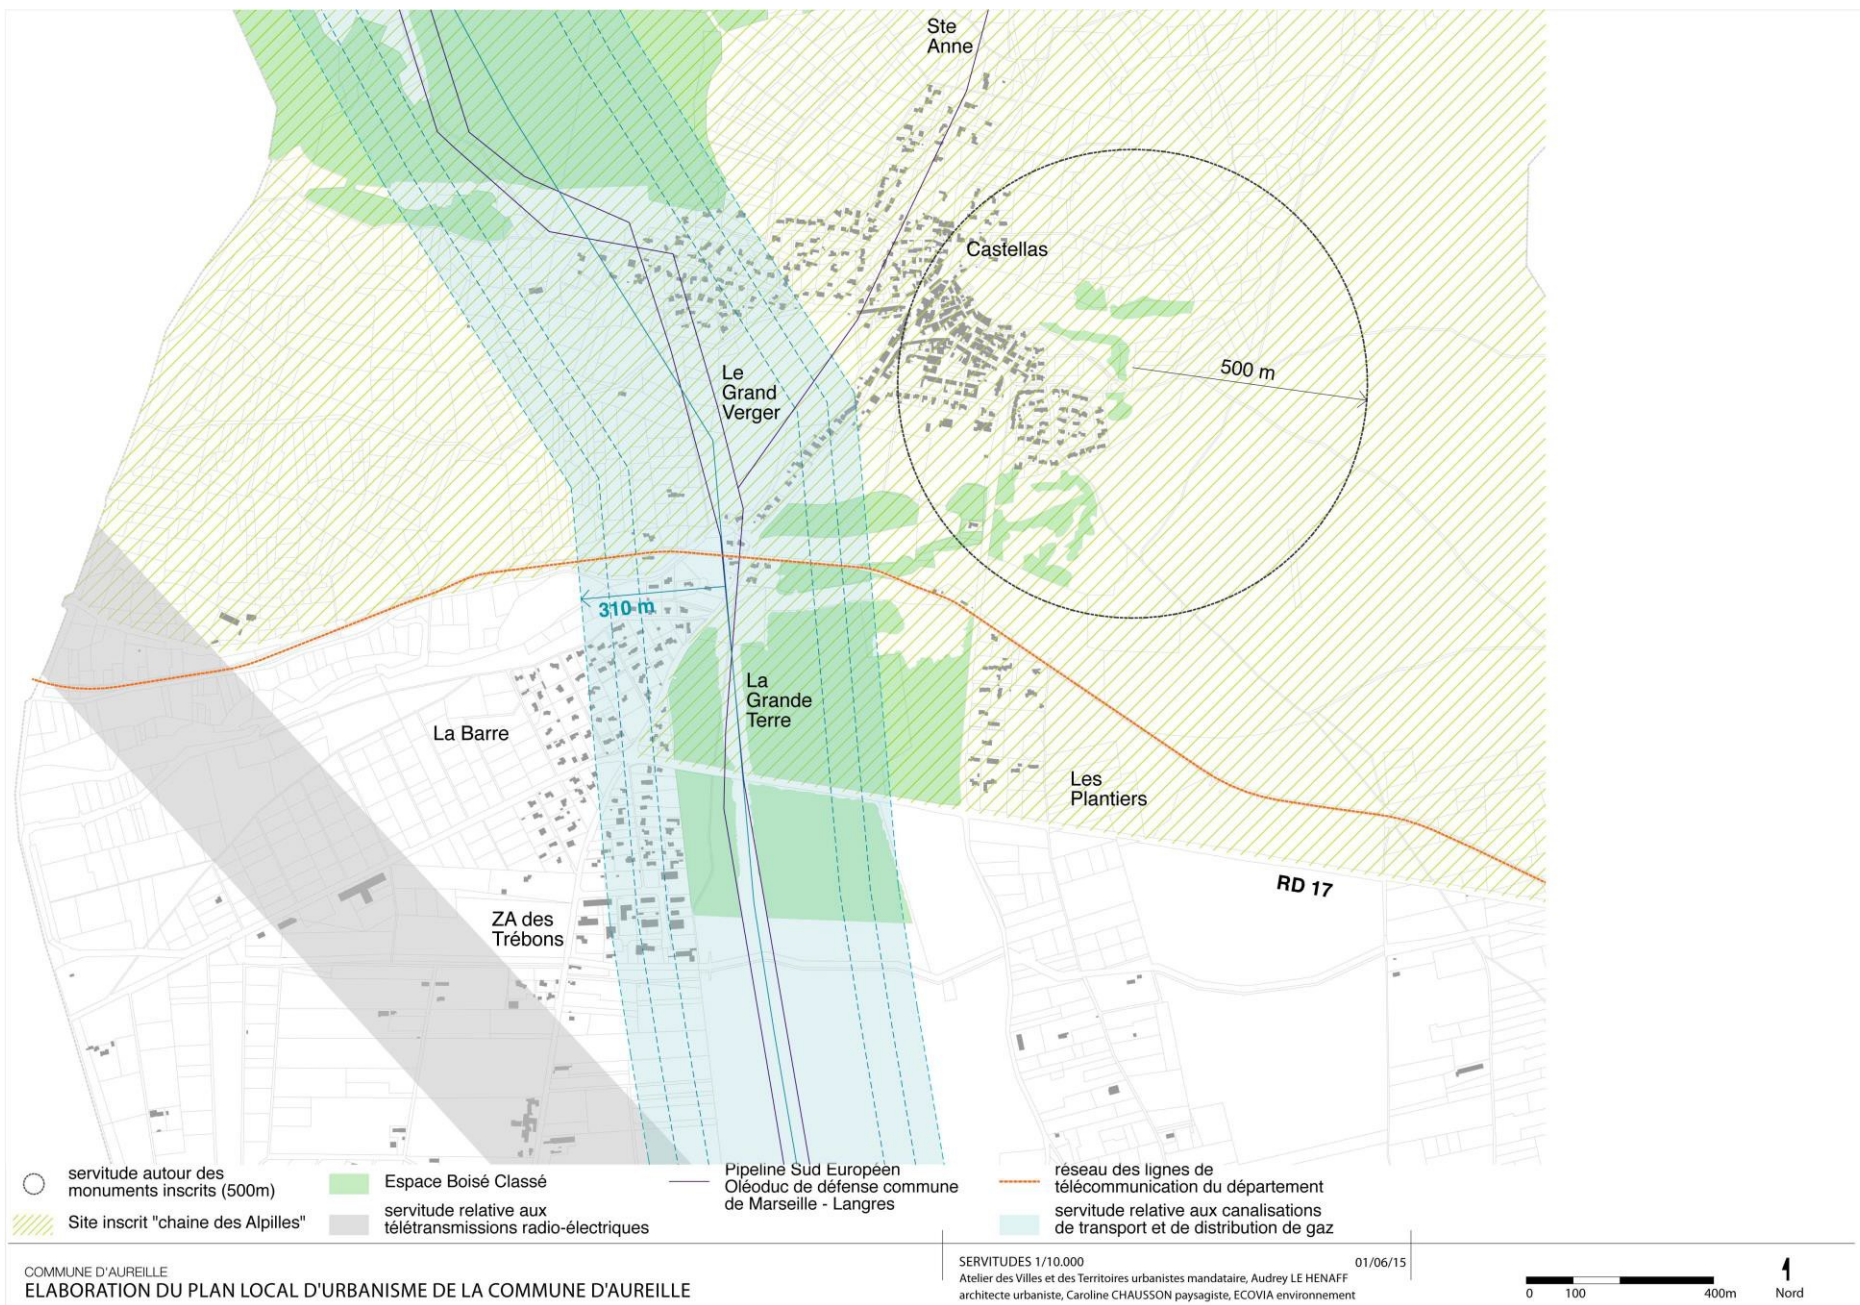 Ste
Anne
Castellas
500 m
Le
Grand
Verger
310 m
La
Grande
Terre
La Barre
Les
Plantiers
RD 17
ZA des
Trébons
servitude autour des
monuments inscrits (500m)
Site inscrit "chaine des Alpilles"
Espace Boisé Classé
servitude relative aux
télétransmissions radio-électriques
Pipeline Sud Européen
Oléoduc de défense commune
de Marseille - Langres
réseau des lignes de
télécommunication du département
servitude relative aux canalisations
de transport et de distribution de gaz
COMMUNE D'AUREILLE
ELABORATION DU PLAN LOCAL D'URBANISME DE LA COMMUNE D'AUREILLE
SERVITUDES 1/10.000 01/06/15
Atelier des Villes et des Territoires urbanistes mandataire, Audrey LE HENAFF
architecte urbaniste, Caroline CHAUSSON paysagiste, ECOVIA environnement
0 100 400m
Nord